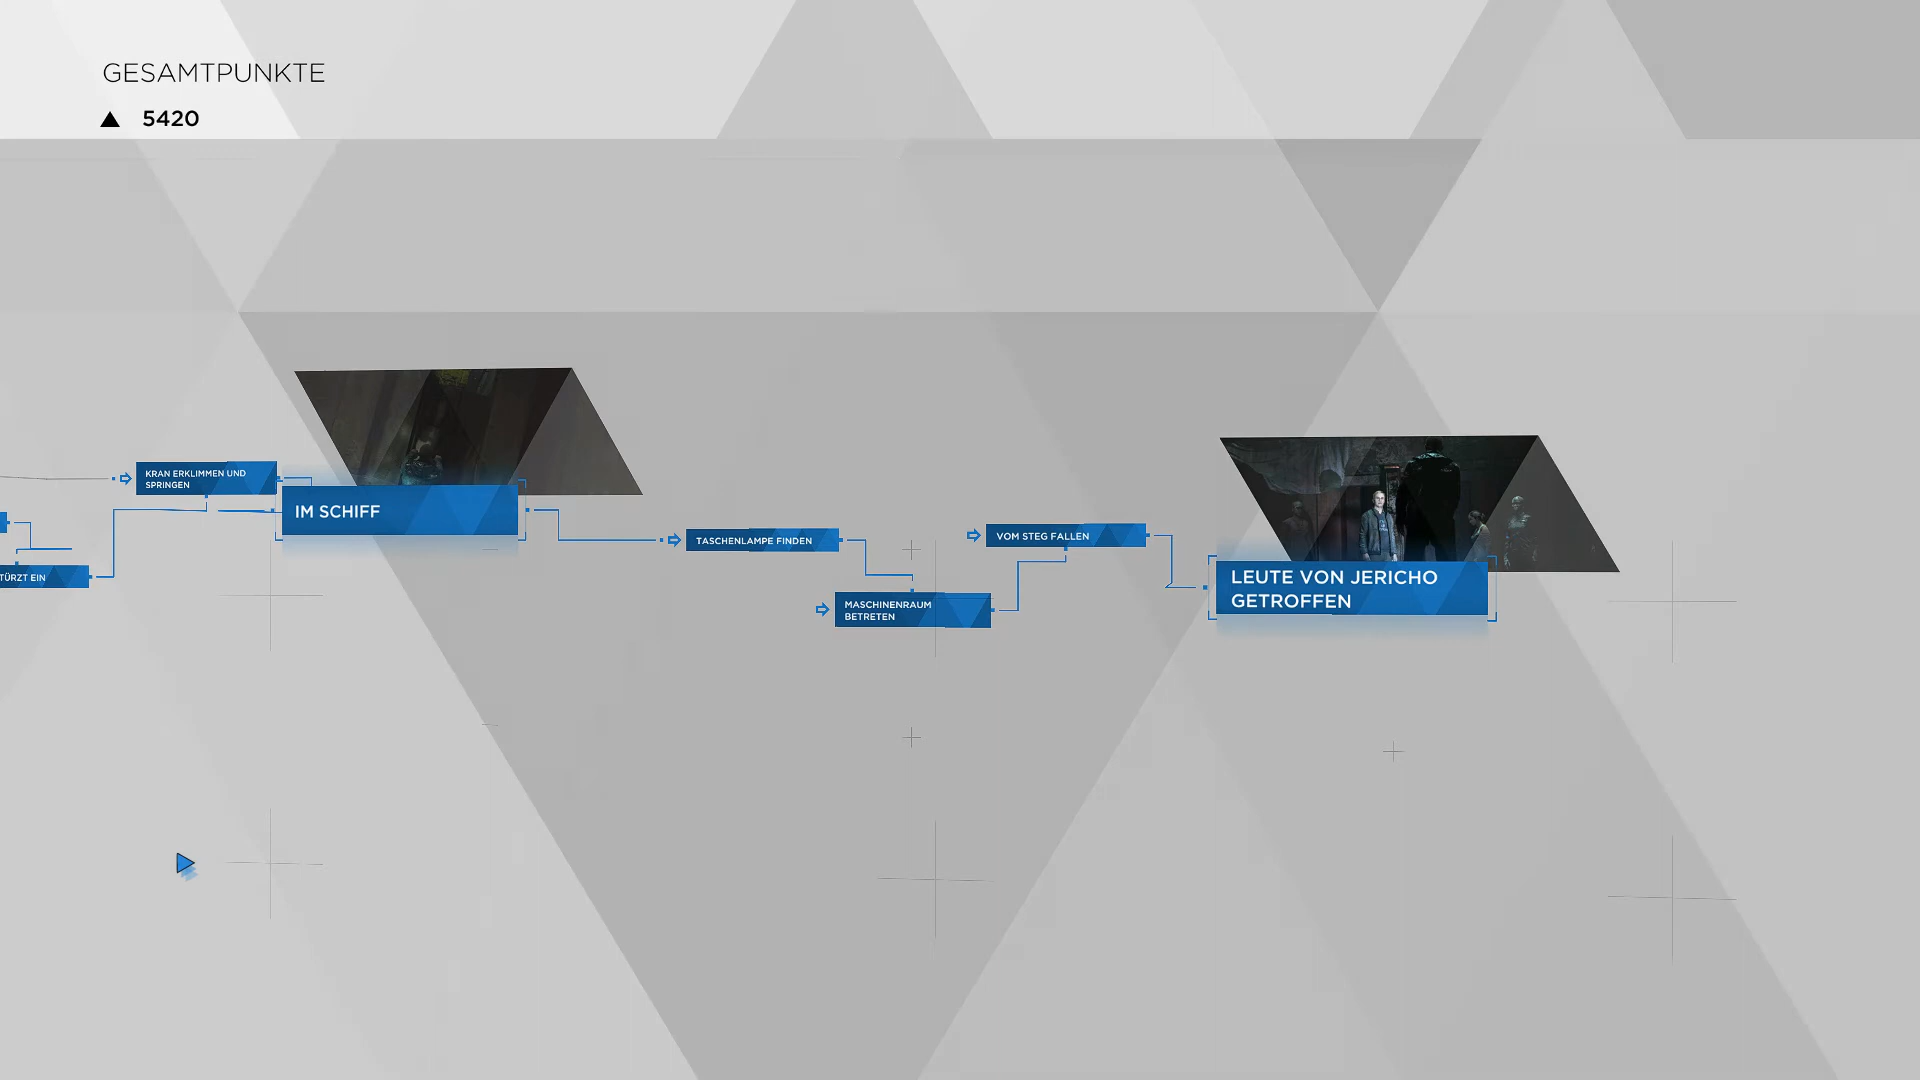 GESAMTPUNKTE
5420
KRAN ERKLIMMEN UND
SPRINGEN
IM SCHIFF
TÜRZT EIN
TASCHENLAMPE FINDEN
MASCHINENRAUM
BETRETEN
VOM STEG FALLEN
LEUTE VON JERICHO
GETROFFEN